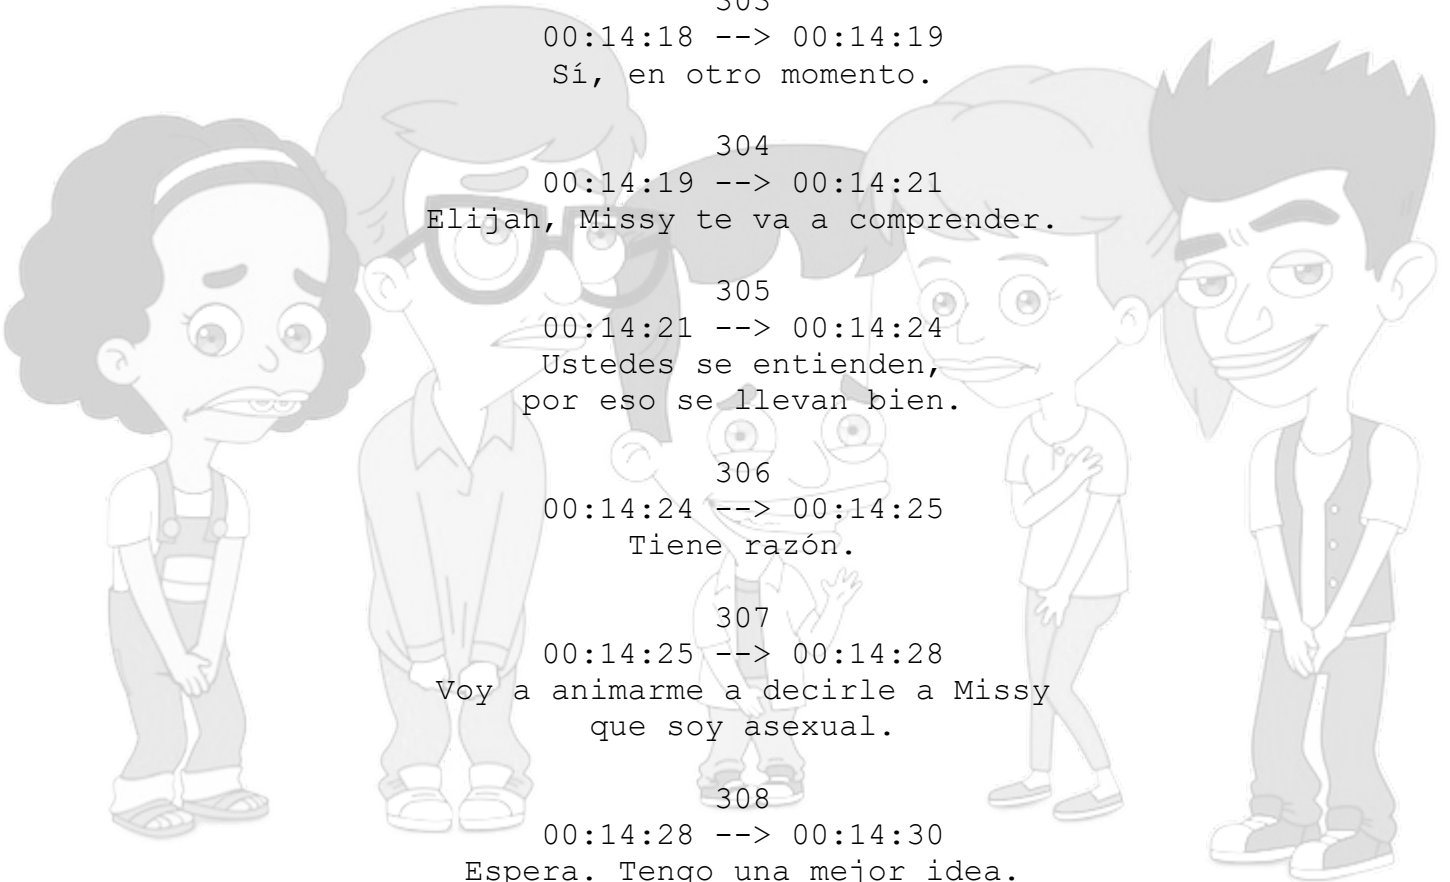 303
00:14:18 --> 00:14:19
Sí, en otro momento.
304
00:14:19 --> 00:14:21
Elijah, Missy te va a comprender.
305
00:14:21 --> 00:14:24
Ustedes se entienden,
por eso se llevan bien.
306
00:14:24 --> 00:14:25
Tiene razón.
307
00:14:25 --> 00:14:28
Voy a animarme a decirle a Missy
que soy asexual.
308
00:14:28 --> 00:14:30
Espera. Tengo una mejor idea.